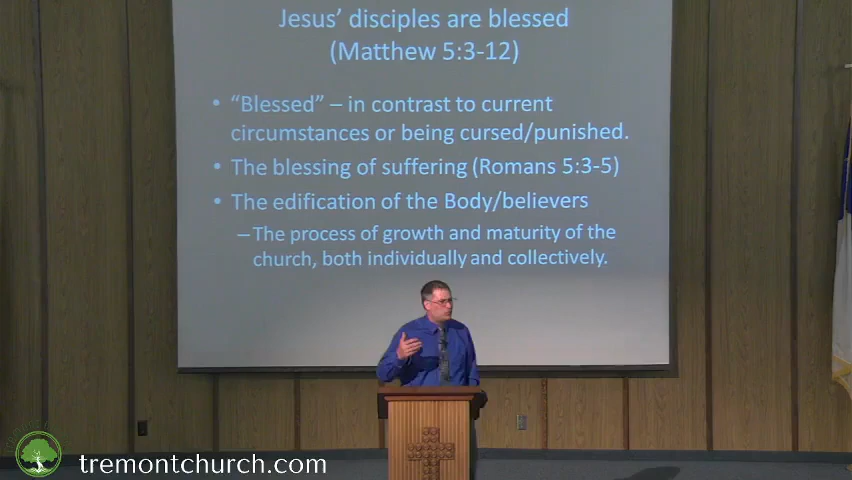 Jesus’ disciples are blessed
(Matthew 5:3-12)
• “Blessed” – in contrast to current
circumstances or being cursed/punished.
• The blessing of suffering (Romans 5:3-5)
• The edification of the Body/believers
– The process of growth and maturity of the
church, both individually and collectively.
tremontchurch.com